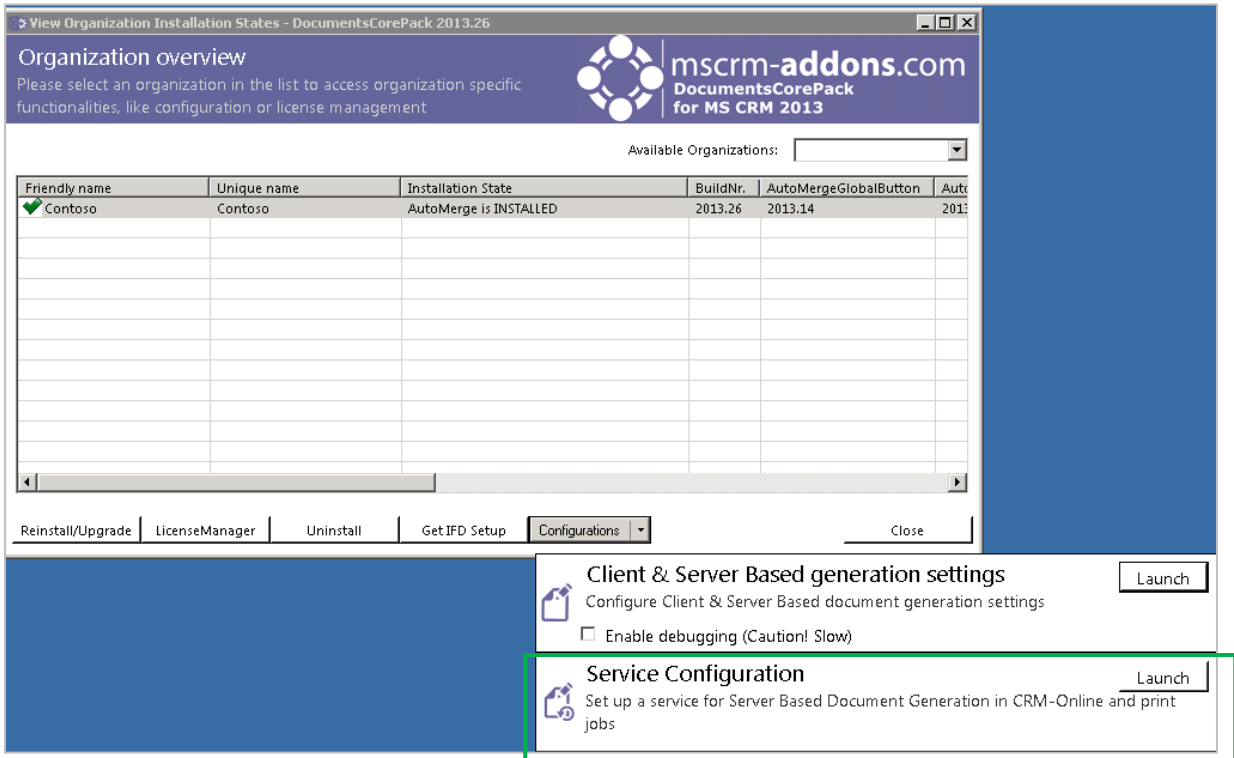 View Organization Installation States - DocumentsCorePack 2013.26
Organization overview
Please select an organization in the list to access organization specific
functionalities, like configuration or license management
mscrm-addons.com
DocumentsCorePack
for MS CRM 2013
Available Organizations:
Friendly name Unique name Installation State BuildNr. AutoMergeGlobalButton Auto
Contoso Contoso AutoMerge is INSTALLED 2013.26 2013.14 2013
Reinstall/Upgrade LicenseManager Uninstall Get IFD Setup Configurations Close
Client & Server Based generation settings Launch
Configure Client & Server Based document generation settings
Enable debugging (Caution! Slow)
Service Configuration Launch
Set up a service for Server Based Document Generation in CRM-Online and print
jobs